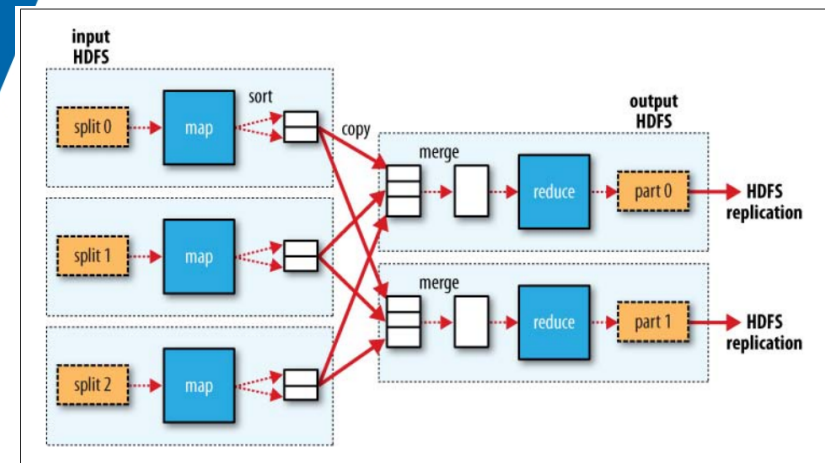 input
HDFS
split 0
map
sort
copy
split 1
map
split 2
map
output
HDFS
merge
reduce
part 0
HDFS
replication
merge
reduce
part 1
HDFS
replication